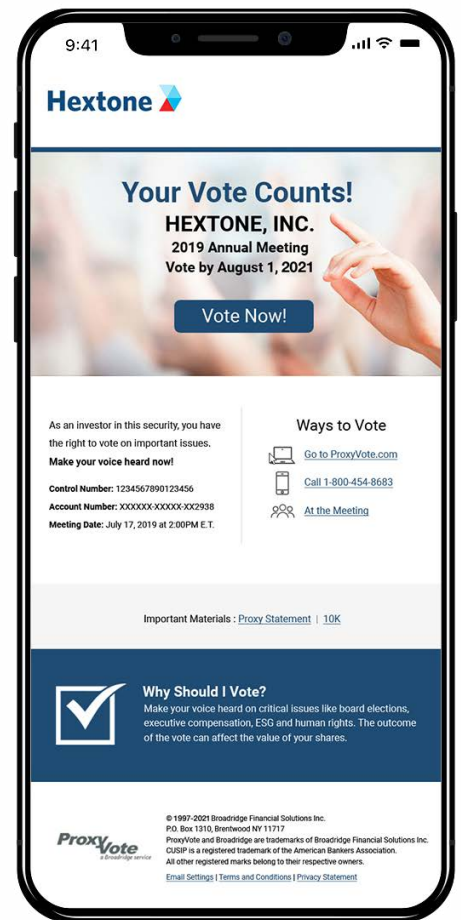 9:41
Hextone
Your Vote Counts!
HEXTONE, INC.
2019 Annual Meeting
Vote by August 1, 2021
Vote Now!
As an investor in this security, you have
the right to vote on important issues.
Make your voice heard now!
Control Number: 1234567890123456
Account Number: XXXXXX-XXXXX-XX2938
Meeting Date: July 17, 2019 at 2:00PM E.T.
Ways to Vote
Go to ProxyVote.com
Call 1-800-454-8683
At the Meeting
Important Materials : Proxy Statement | 10K
Why Should I Vote?
Make your voice heard on critical issues like board elections,
executive compensation, ESG and human rights. The outcome
of the vote can affect the value of your shares.
ProxyVote
a Broadridge service
© 1997-2021 Broadridge Financial Solutions Inc.
P.O. Box 1310, Brentwood NY 11717
ProxyVote and Broadridge are trademarks of Broadridge Financial Solutions Inc.
CUSIP is a registered trademark of the American Bankers Association.
All other registered marks belong to their respective owners.
Email Settings | Terms and Conditions | Privacy Statement